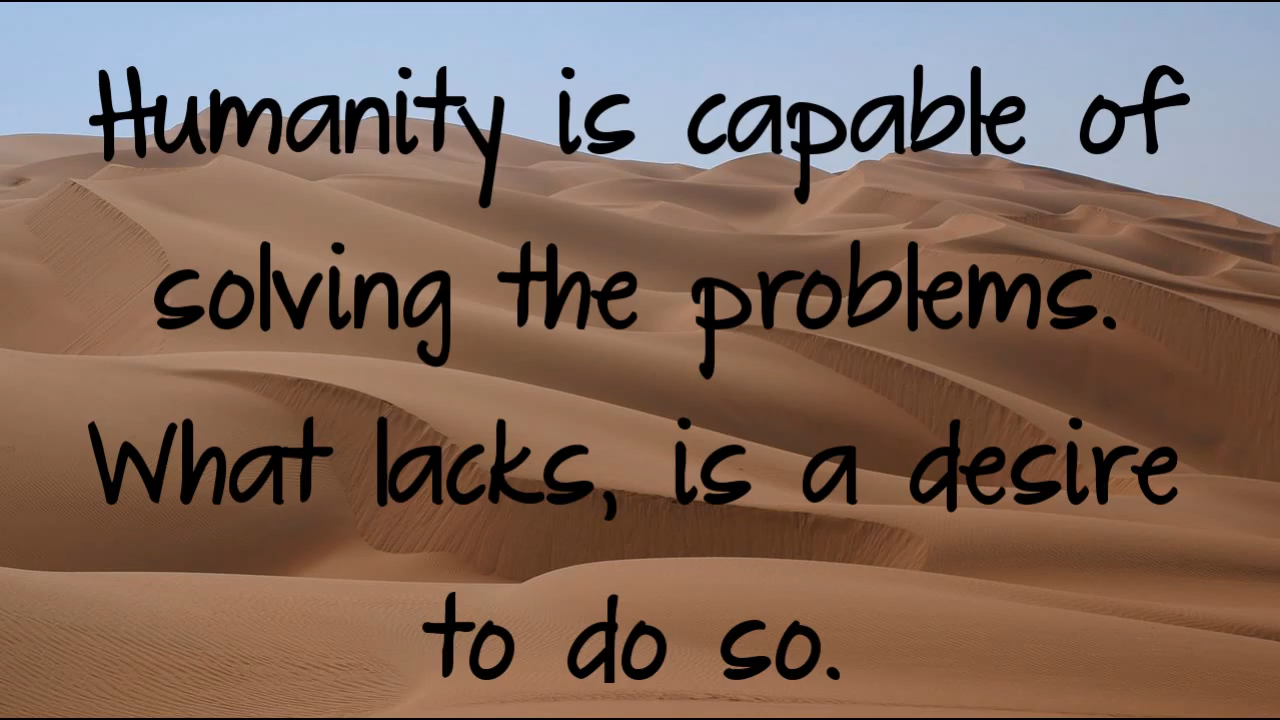 Humanity is capable of
solving the problems.
What lacks, is a desire
to do so.